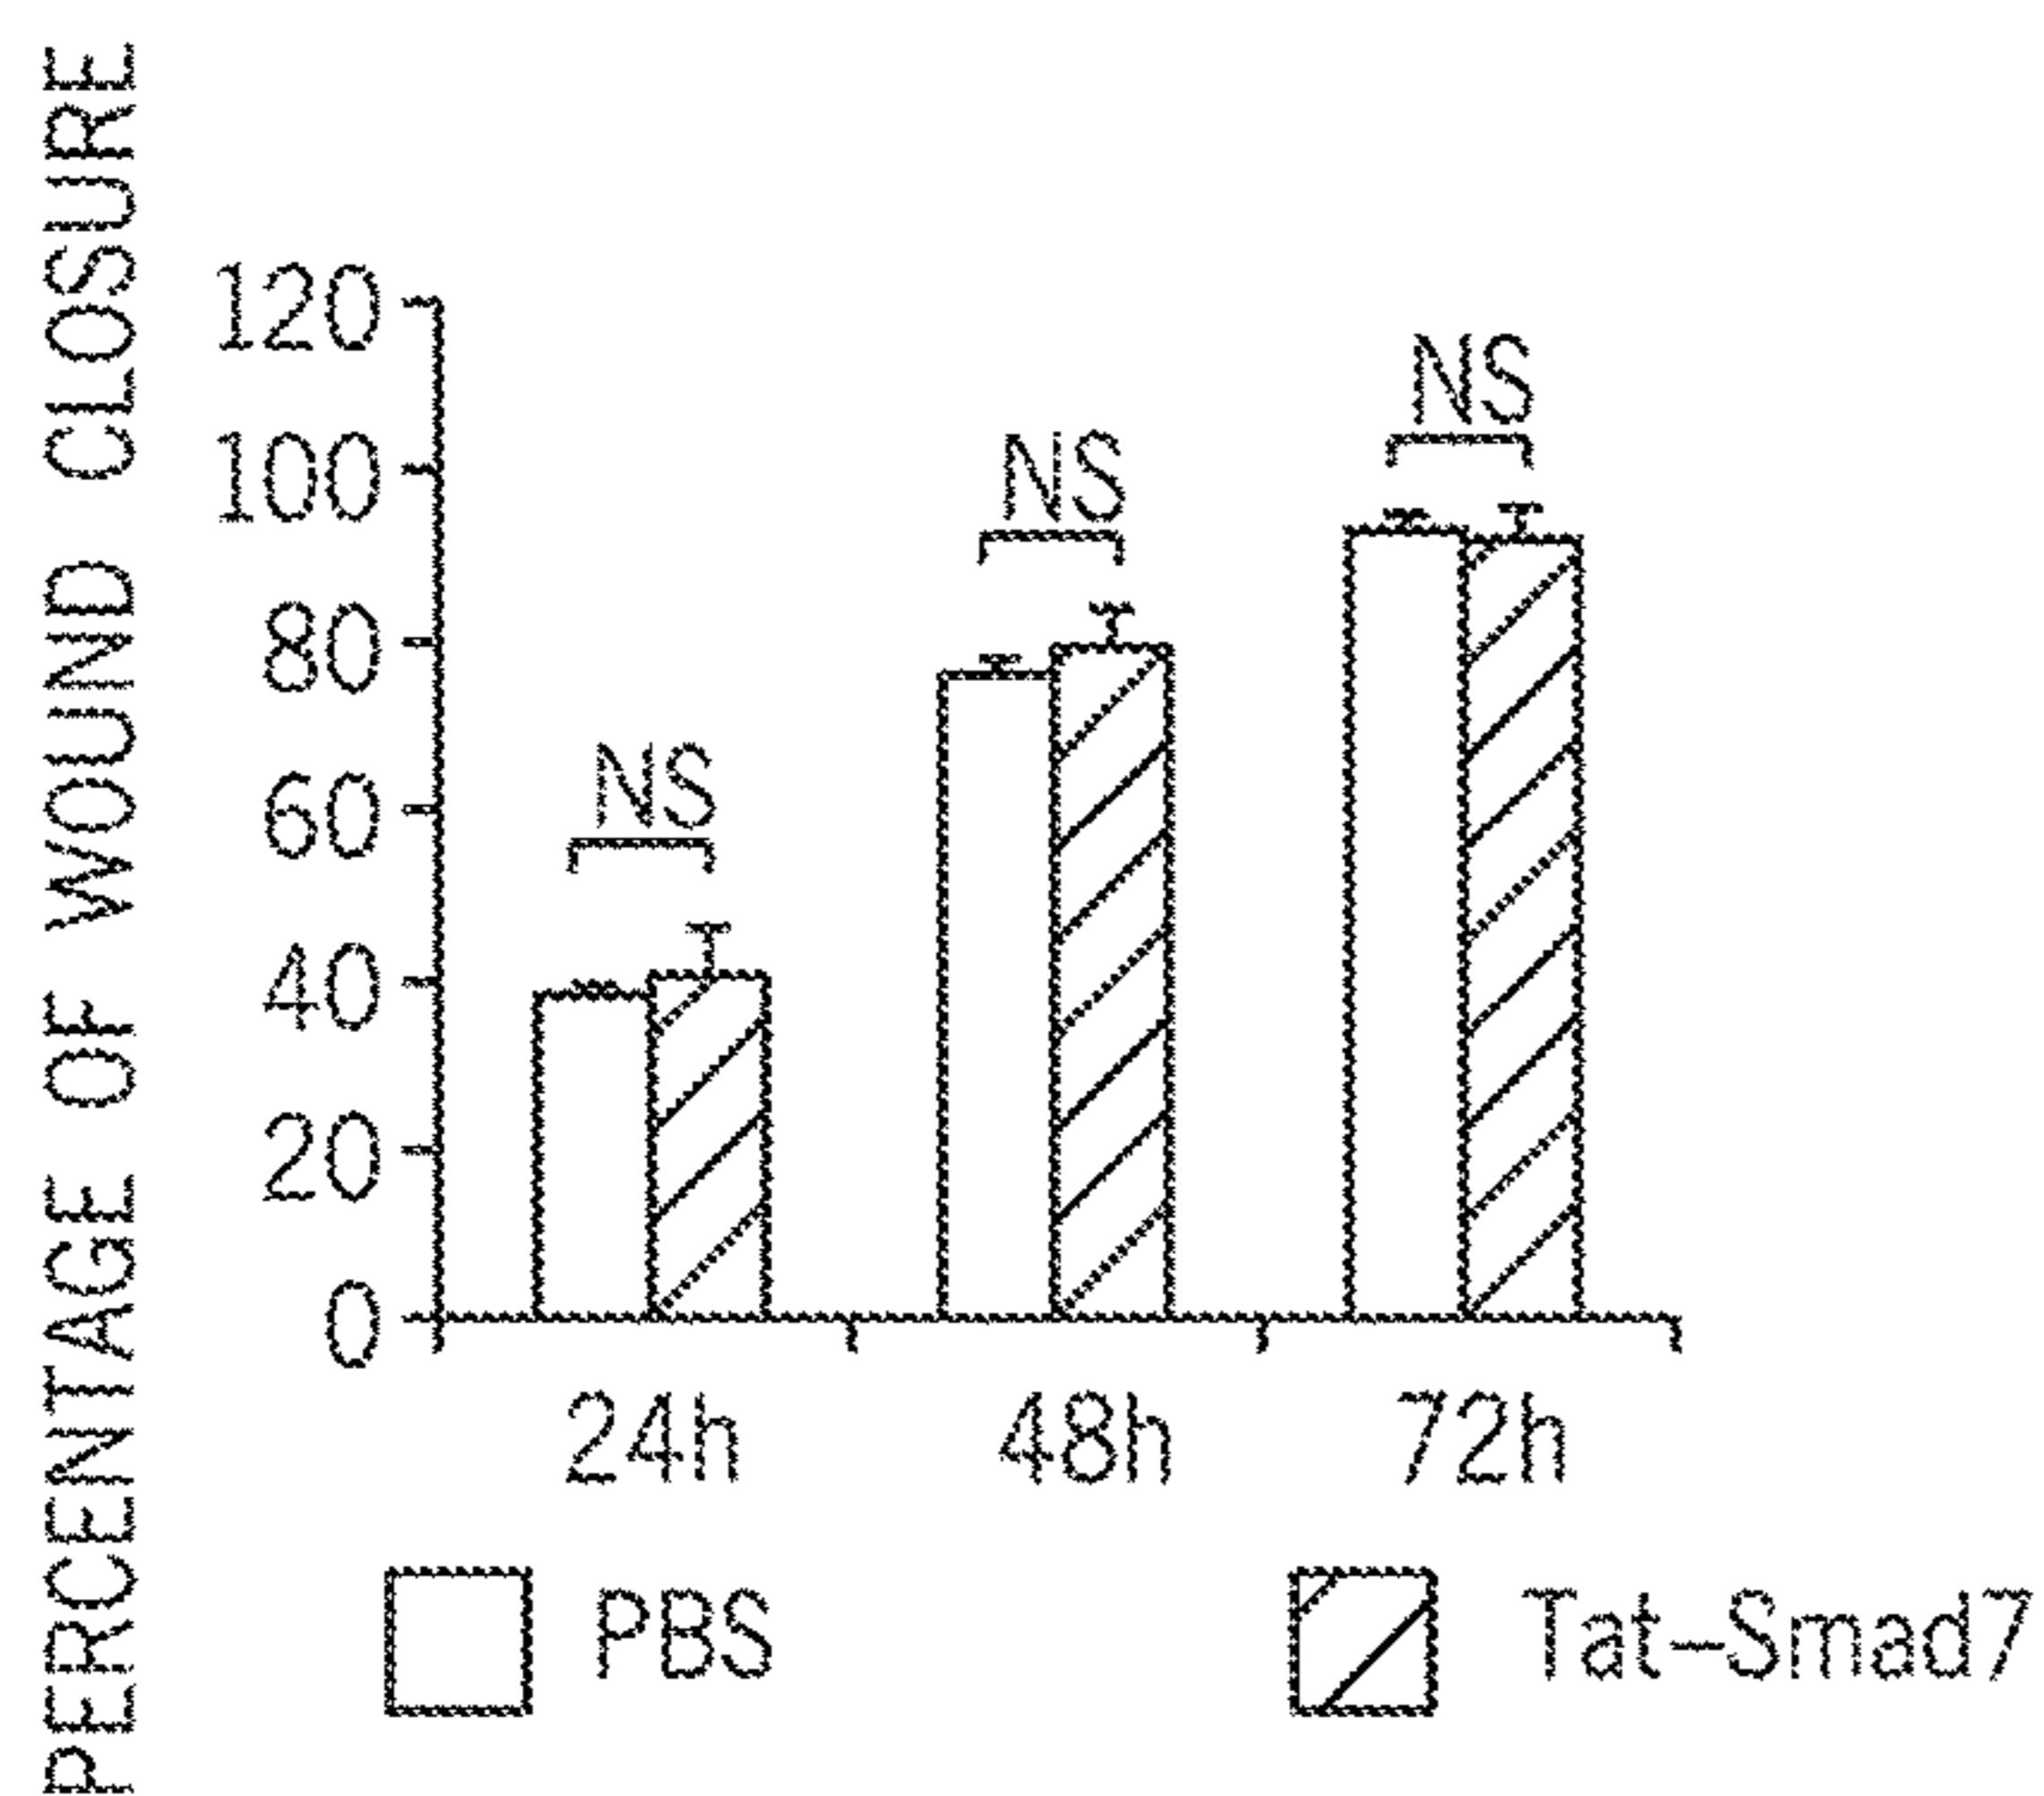 PERCENTAGE OF WOUND CLOSURE
120
100
80
60
40
20
0
NS
NS
NS
24h
48h
72h
PBS
Tat-Smad7